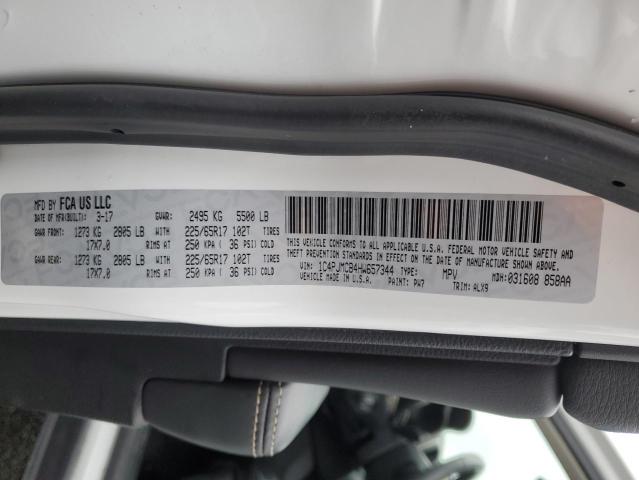 MFD BY FCA US LLC
DATE OF MFR(BUILT): 3-17 GVWR: 2495 KG 5500 LB
GAWR FRONT: 1273 KG 2805 LB WITH 225/65R17 102T TIRES
17X7.0 RIMS AT 250 KPA ( 36 PSI) COLD
GAWR REAR: 1273 KG 2805 LB WITH 225/65R17 102T TIRES
17X7.0 RIMS AT 250 KPA ( 36 PSI) COLD
THIS VEHICLE CONFORMS TO ALL APPLICABLE U.S.A. FEDERAL MOTOR VEHICLE SAFETY
AND THEFT PREVENTION STANDARDS IN EFFECT ON THE DATE OF MANUFACTURE SHOWN ABOVE.
VIN: 1C4PJMCB4HW657344 TYPE: MPV MDH: 031608 858AA
VEHICLE MADE IN U.S.A. PAINT: PW7 TRIM: ALX9